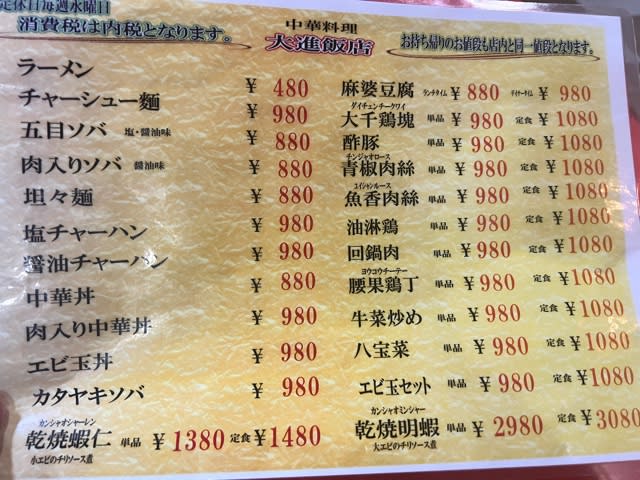 定休日毎週水曜日
消費税は内税となります。
中華料理
大進飯店
お持ち帰りのお値段も店内と同一値段となります。
ラーメン ¥ 480
チャーシュー麺 ¥ 980
五目ソバ 塩・醤油味 ¥ 880
肉入りソバ 醤油味 ¥ 880
坦々麺 ¥ 880
塩チャーハン ¥ 980
醤油チャーハン ¥ 980
中華丼 ¥ 880
肉入り中華丼 ¥ 980
エビ玉丼 ¥ 980
カタヤキソバ ¥ 980
カンシャオシャーレン
乾焼蝦仁 単品 ¥1380 定食 ¥1480
小エビのチリソース煮
麻婆豆腐 ランチタイム ¥ 880 ディナータイム ¥ 980
ダイチェンチークワイ
大千鶏塊 単品 ¥ 980 定食 ¥ 1080
酢豚 単品 ¥ 980 定食 ¥ 1080
チンジャオロース
青椒肉絲 単品 ¥ 980 定食 ¥ 1080
ユイシャンルース
魚香肉絲 単品 ¥ 980 定食 ¥ 1080
油淋鶏 単品 ¥ 980 定食 ¥ 1080
回鍋肉 単品 ¥ 980 定食 ¥ 1080
ヨウコウチーテー
腰果鶏丁 単品 ¥ 980 定食 ¥ 1080
牛菜炒め 単品 ¥ 980 定食 ¥ 1080
八宝菜 単品 ¥ 980 定食 ¥ 1080
エビ玉セット 単品 ¥ 980 定食 ¥ 1080
カンシャオミンシャー
乾焼明蝦 単品 ¥ 2980 定食 ¥ 3080
大エビのチリソース煮